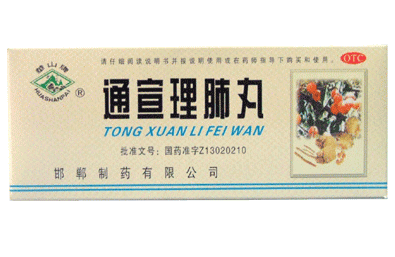 华山牌
HUASHANPAI
®
请仔细阅读说明书并按说明使用或在药师指导下购买和使用。
OTC
通宣理肺丸
TONG XUAN LI FEI WAN
批准文号：国药准字Z13020210
邯郸制药有限公司